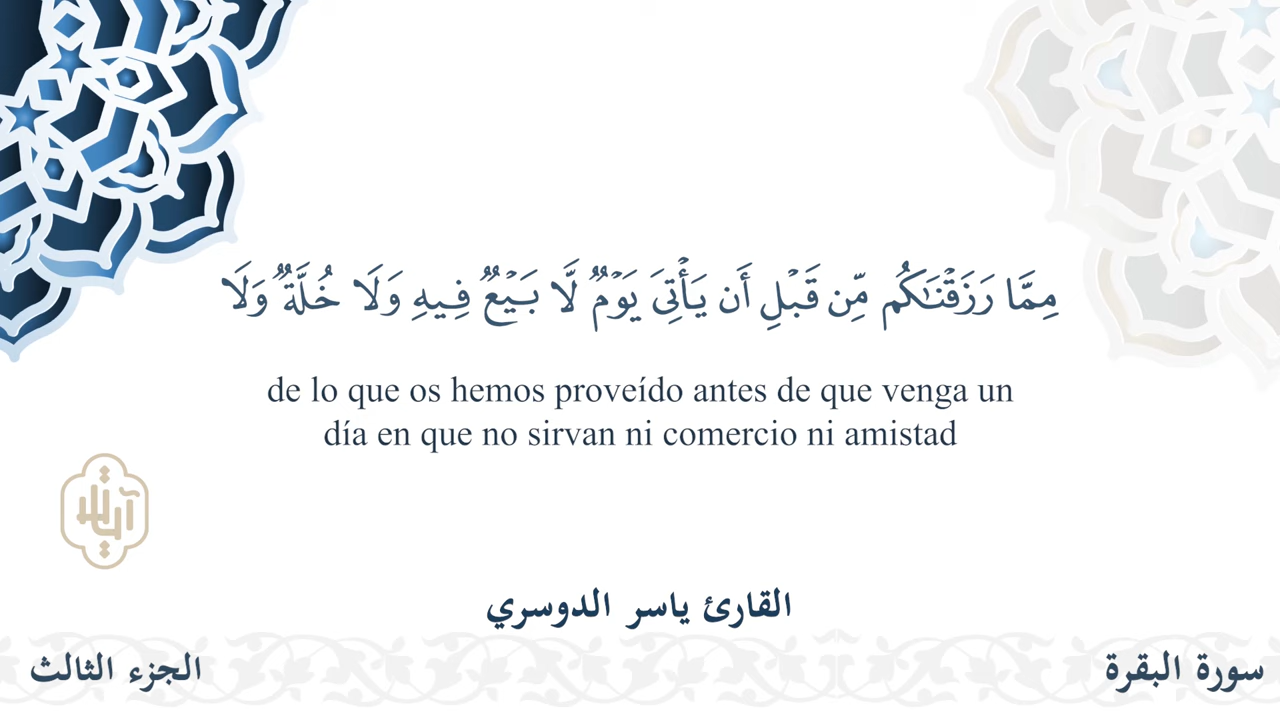 مِمَّا رَزَقْنَـٰكُم مِّن قَبْلِ أَن يَأْتِىَ يَوْمٌ لَّا بَيْعٌ فِيهِ وَلَا خُلَّةٌ وَلَا
de lo que os hemos proveído antes de que venga un
día en que no sirvan ni comercio ni amistad
القارئ ياسر الدوسري
سورة البقرة
الجزء الثالث